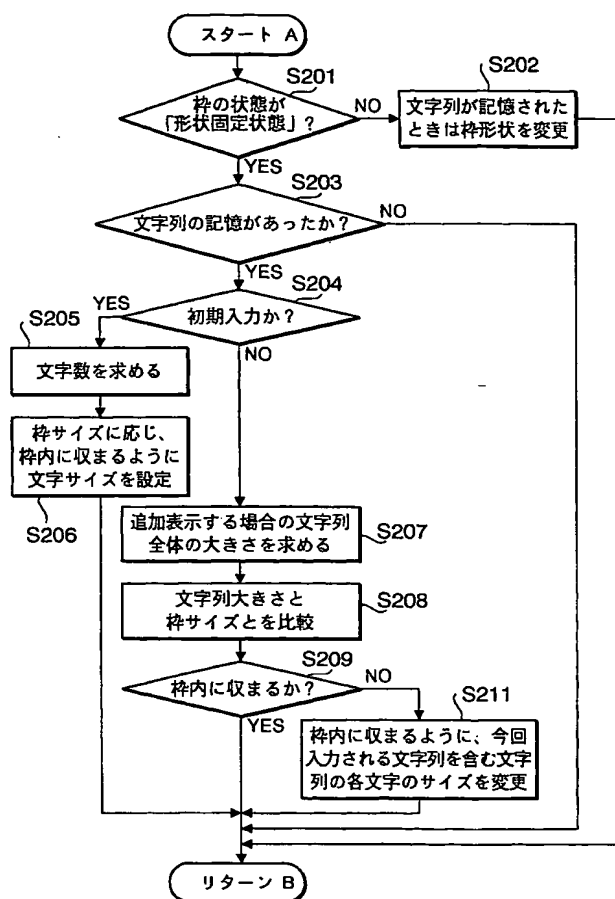 スタート A
S201
枠の状態が
「形状固定状態」?
NO
S202
文字列が記憶された
ときは枠形状を変更
YES
S203
文字列の記憶があったか?
NO
YES
S204
初期入力か?
YES
NO
S205
文字数を求める
枠サイズに応じ、
枠内に収まるように
文字サイズを設定
S206
追加表示する場合の文字列
全体の大きさを求める
S207
文字列大きさと
枠サイズとを比較
S208
S209
枠内に収まるか?
NO
YES
S211
枠内に収まるように、今回
入力される文字列を含む文字
列の各文字のサイズを変更
リターン B